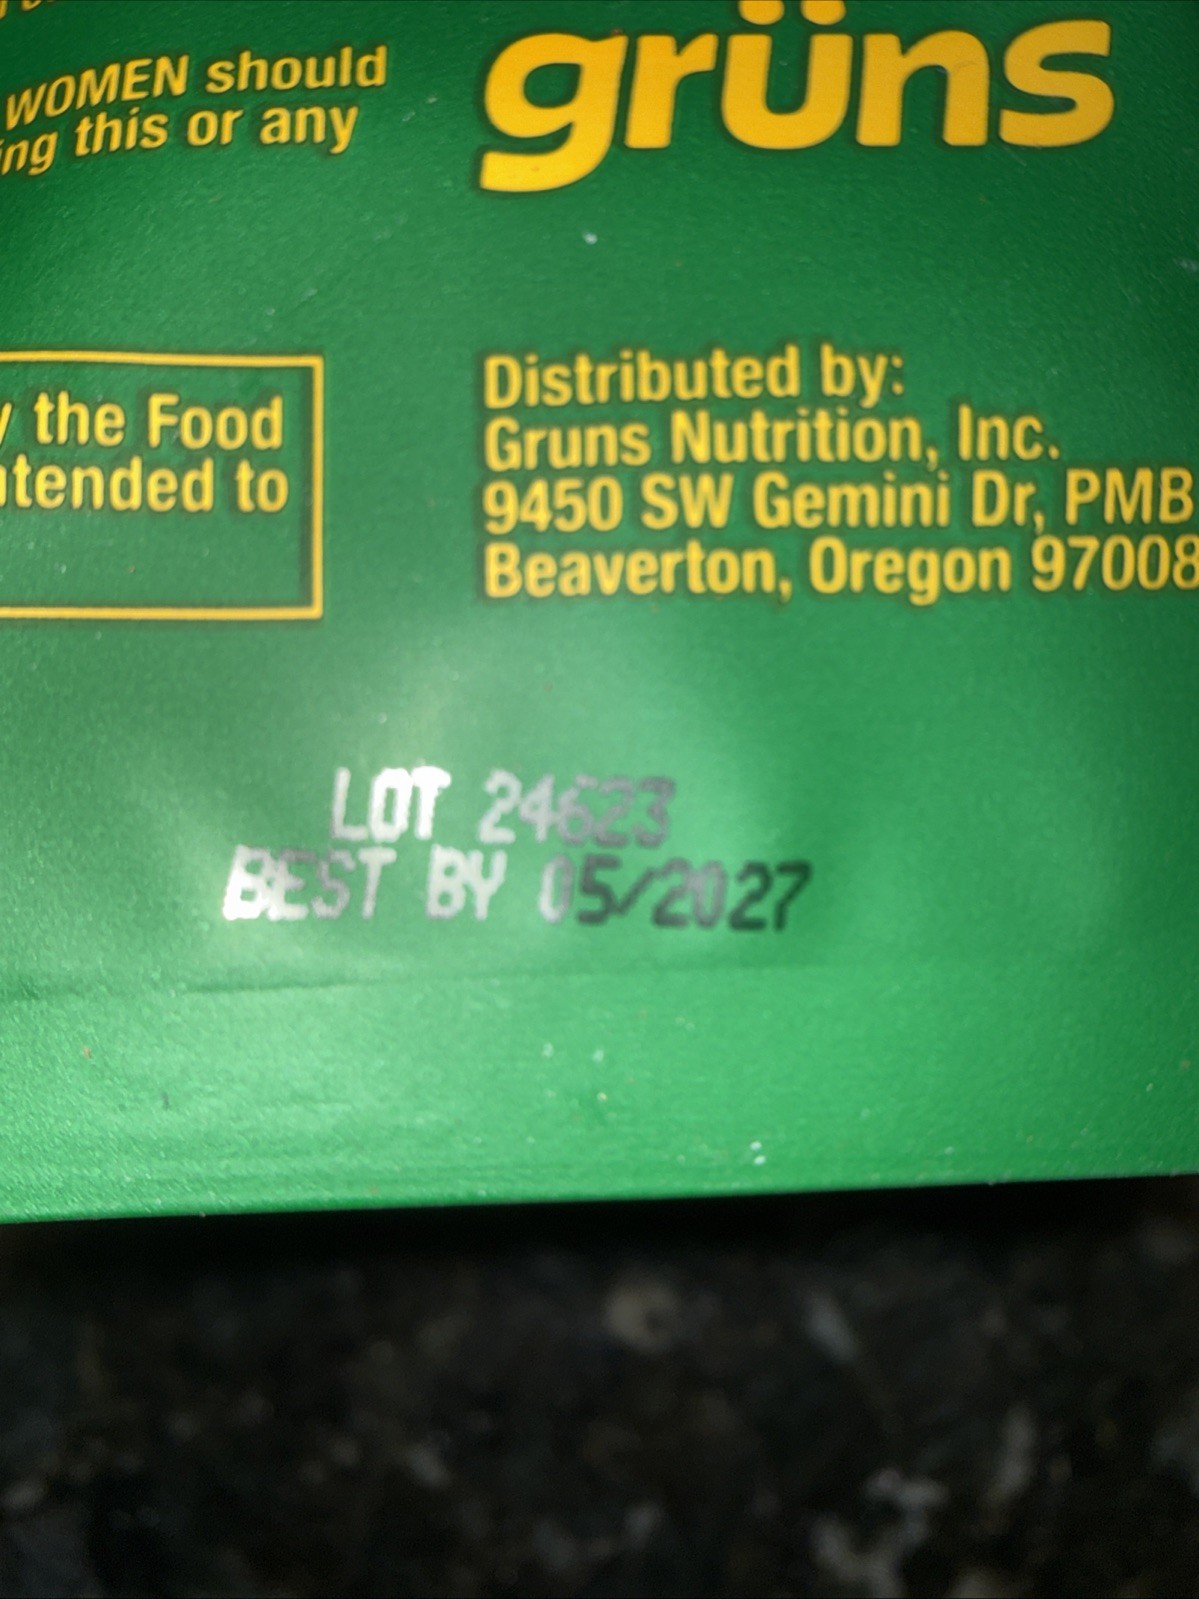 WOMEN should
ing this or any
grüns
y the Food
ntended to
Distributed by:
Gruns Nutrition, Inc.
9450 SW Gemini Dr, PMB
Beaverton, Oregon 97008
LOT 24623
BEST BY 05/2027